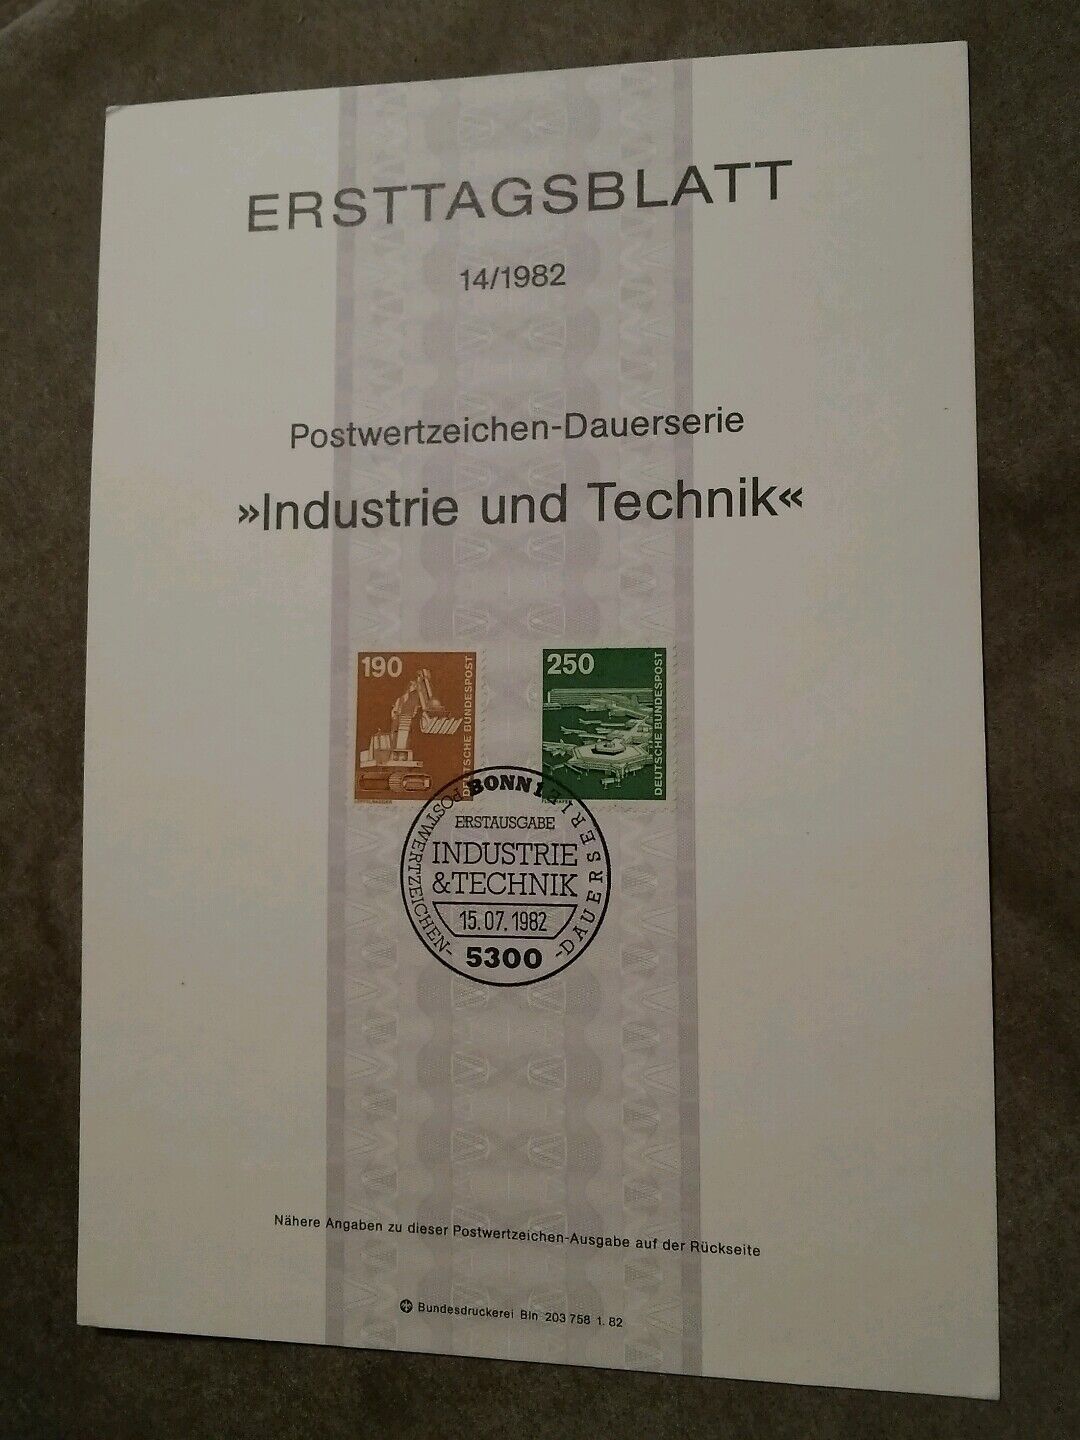 ERSTTAGSBLATT
14/1982
Postwertzeichen-Dauerserie
»Industrie und Technik«
190
DEUTSCHE BUNDESPOST
250
DEUTSCHE BUNDESPOST
BONN 1
POSTWERTZEICHEN-
-DAUERSERIE
ERSTAUSGABE
INDUSTRIE
&TECHNIK
15.07.1982
5300
Nähere Angaben zu dieser Postwertzeichen-Ausgabe auf der Rückseite
Bundesdruckerei Bln 203 758 1. 82